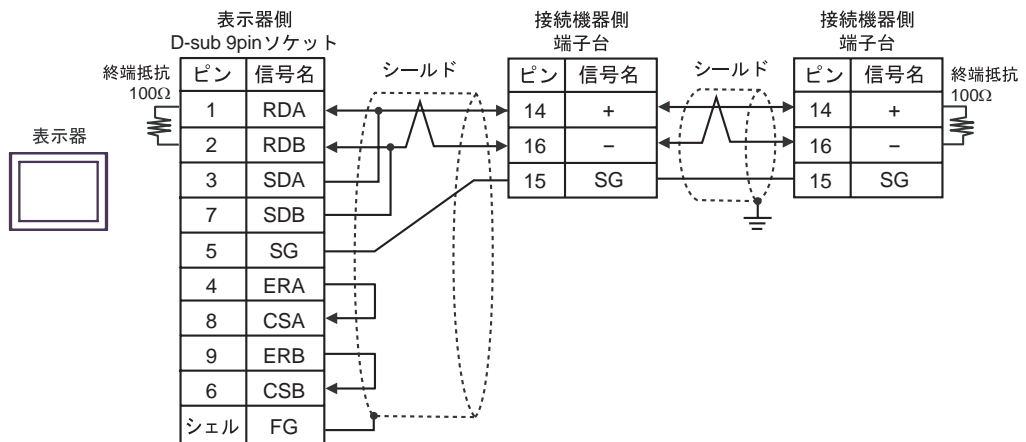 表示器
表示器側
D-sub 9pinソケット
終端抵抗
100Ω
ピン 信号名
1 RDA
2 RDB
3 SDA
7 SDB
5 SG
4 ERA
8 CSA
9 ERB
6 CSB
シェル FG
シールド
接続機器側
端子台
ピン 信号名
14 +
16 −
15 SG
シールド
接続機器側
端子台
ピン 信号名
14 +
16 −
15 SG
終端抵抗
100Ω